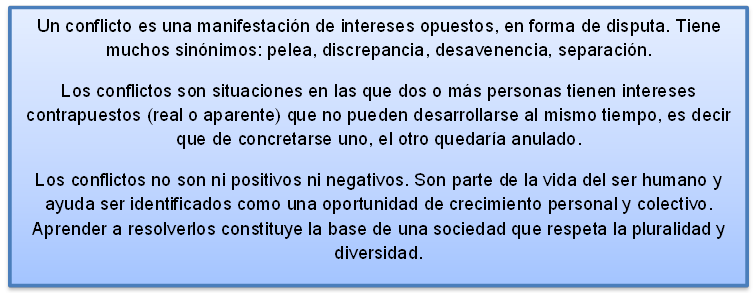 Un conflicto es una manifestación de intereses opuestos, en forma de disputa. Tiene
muchos sinónimos: pelea, discrepancia, desavenencia, separación.
Los conflictos son situaciones en las que dos o más personas tienen intereses
contrapuestos (real o aparente) que no pueden desarrollarse al mismo tiempo, es decir
que de concretarse uno, el otro quedaría anulado.
Los conflictos no son ni positivos ni negativos. Son parte de la vida del ser humano y
ayuda ser identificados como una oportunidad de crecimiento personal y colectivo.
Aprender a resolverlos constituye la base de una sociedad que respeta la pluralidad y
diversidad.